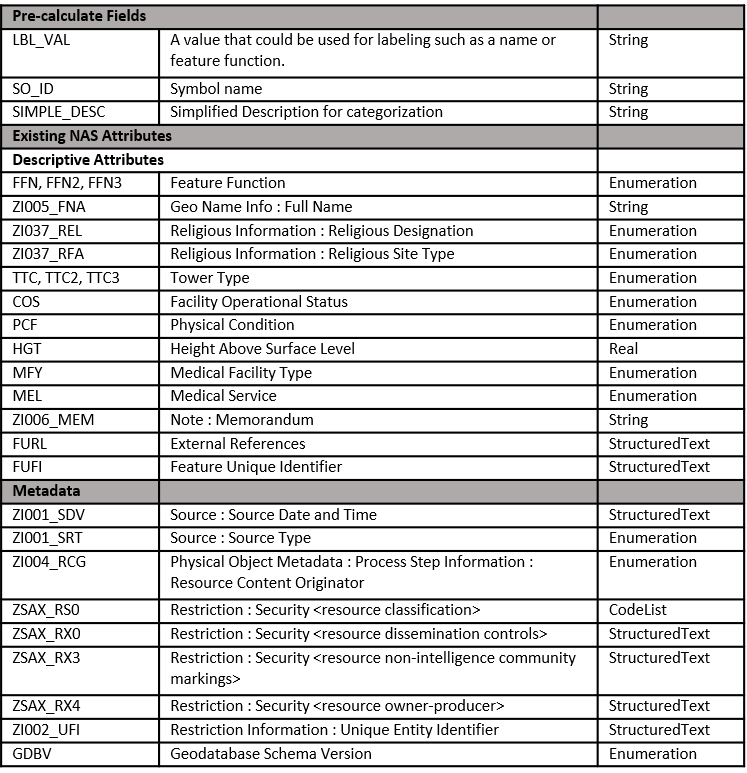 Pre-calculate Fields
LBL_VAL A value that could be used for labeling such as a name or String
feature function.
SO_ID Symbol name String
SIMPLE_DESC Simplified Description for categorization String
Existing NAS Attributes
Descriptive Attributes
FFN, FFN2, FFN3 Feature Function Enumeration
ZI005_FNA Geo Name Info : Full Name String
ZI037_REL Religious Information : Religious Designation Enumeration
ZI037_RFA Religious Information : Religious Site Type Enumeration
TTC, TTC2, TTC3 Tower Type Enumeration
COS Facility Operational Status Enumeration
PCF Physical Condition Enumeration
HGT Height Above Surface Level Real
MFY Medical Facility Type Enumeration
MEL Medical Service Enumeration
ZI006_MEM Note : Memorandum String
FURL External References StructuredText
FUFI Feature Unique Identifier StructuredText
Metadata
ZI001_SDV Source : Source Date and Time StructuredText
ZI001_SRT Source : Source Type Enumeration
ZI004_RCG Physical Object Metadata : Process Step Information : Enumeration
Resource Content Originator
ZSAX_RS0 Restriction : Security <resource classification> CodeList
ZSAX_RX0 Restriction : Security <resource dissemination controls> StructuredText
ZSAX_RX3 Restriction : Security <resource non-intelligence community StructuredText
markings>
ZSAX_RX4 Restriction : Security <resource owner-producer> StructuredText
ZI002_UFI Restriction Information : Unique Entity Identifier StructuredText
GDBV Geodatabase Schema Version Enumeration